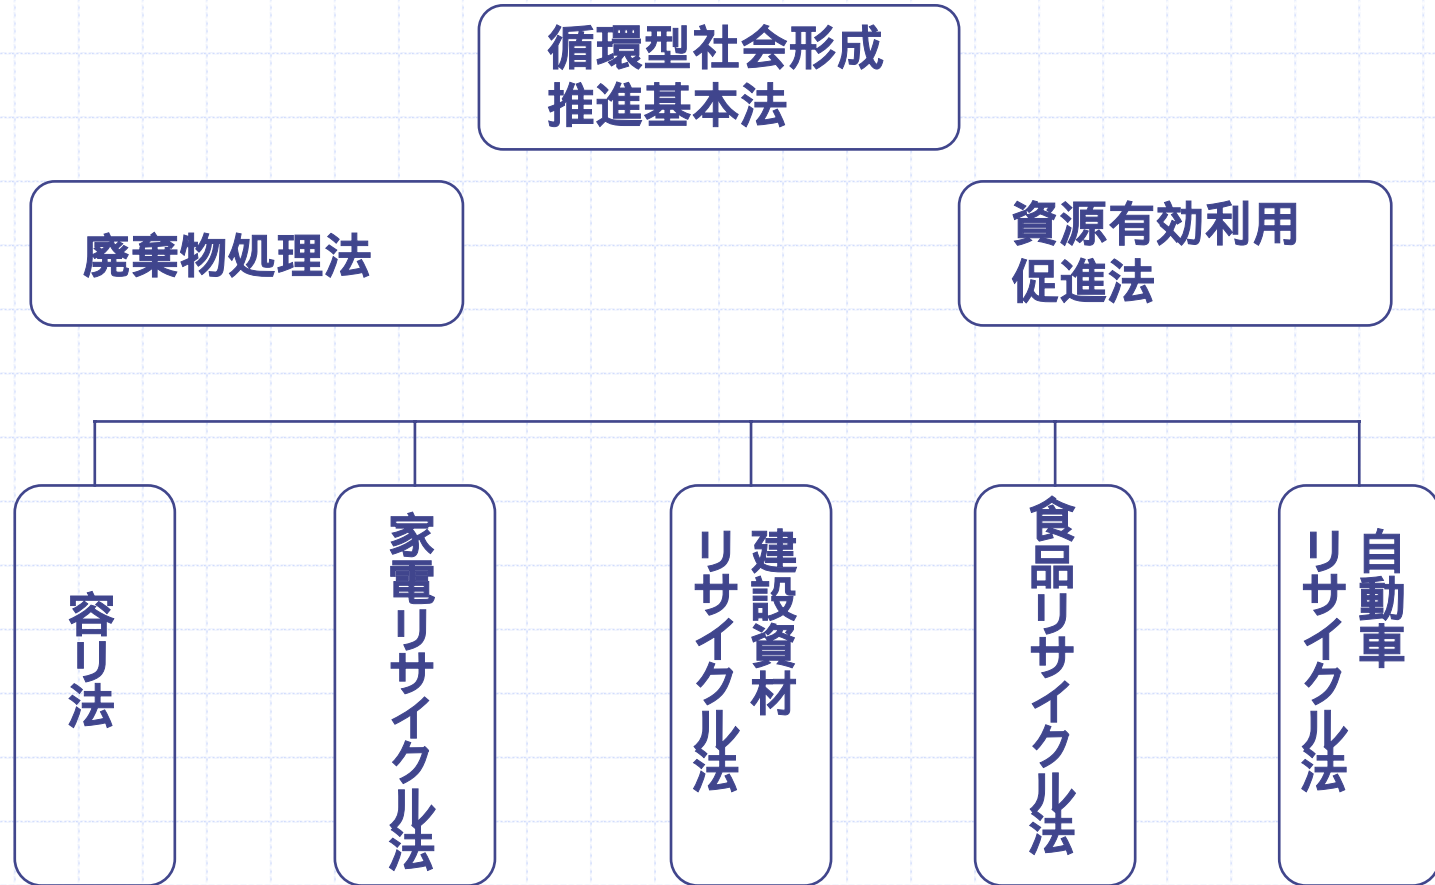 循環型社会形成
推進基本法
廃棄物処理法
資源有効利用
促進法
容リ法
家電リサイクル法
建設資材
リサイクル法
食品リサイクル法
自動車
リサイクル法